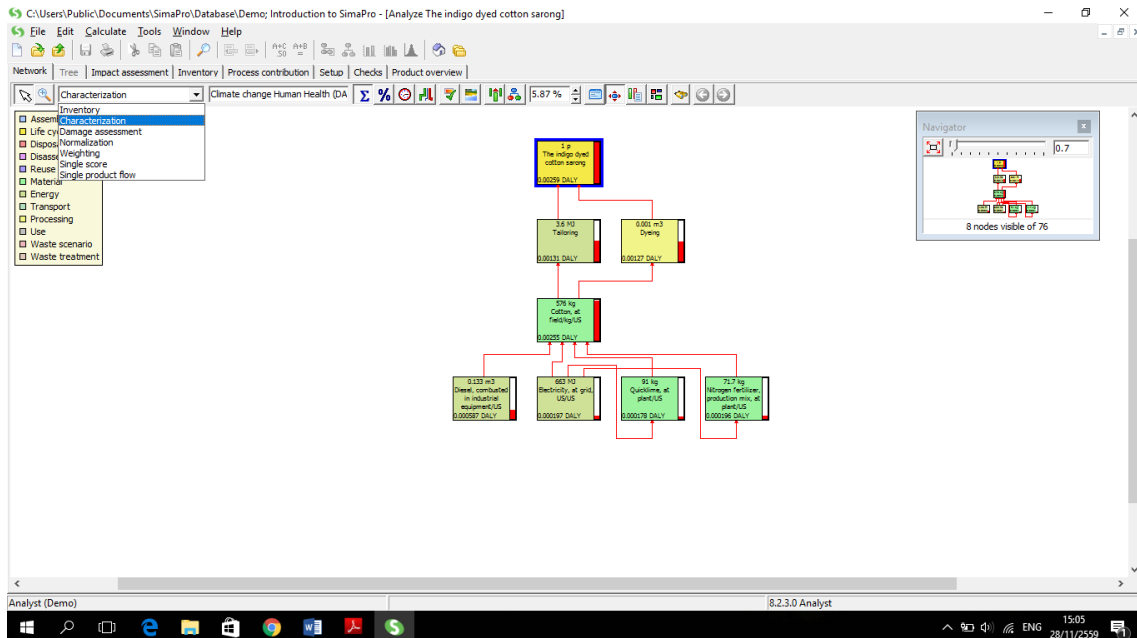 C:\Users\Public\Documents\SimaPro\Database\Demo; Introduction to SimaPro - [Analyze The indigo dyed cotton sarong]
File Edit Calculate Tools Window Help
A+C A+B
SO =
Network Tree Impact assessment Inventory Process contribution Setup Checks Product overview
Characterization Climate change Human Health (DA Σ % 5.87 %
Inventory
Characterization
Damage assessment
Normalization
Weighting
Single score
Single product flow
Assem
Life cy
Dispos
Disasse
Reuse
Material
Energy
Transport
Processing
Use
Waste scenario
Waste treatment
1 p
The indigo dyed
cotton sarong
0.00259 DALY
3.6 MJ
Tailoring
0.00131 DALY
0.001 m3
Dyeing
0.00127 DALY
576 kg
Cotton, at
field/kg/US
0.00255 DALY
0.133 m3
Diesel, combusted
in industrial
equipment/US
0.000587 DALY
663 MJ
Electricity, at grid,
US/US
0.000197 DALY
91 kg
Quicklime, at
plant/US
0.000178 DALY
71.7 kg
Nitrogen fertilizer,
production mix, at
plant/US
0.000196 DALY
Navigator
0.7
8 nodes visible of 76
Analyst (Demo) 8.2.3.0 Analyst
ENG 15:05
28/11/2559